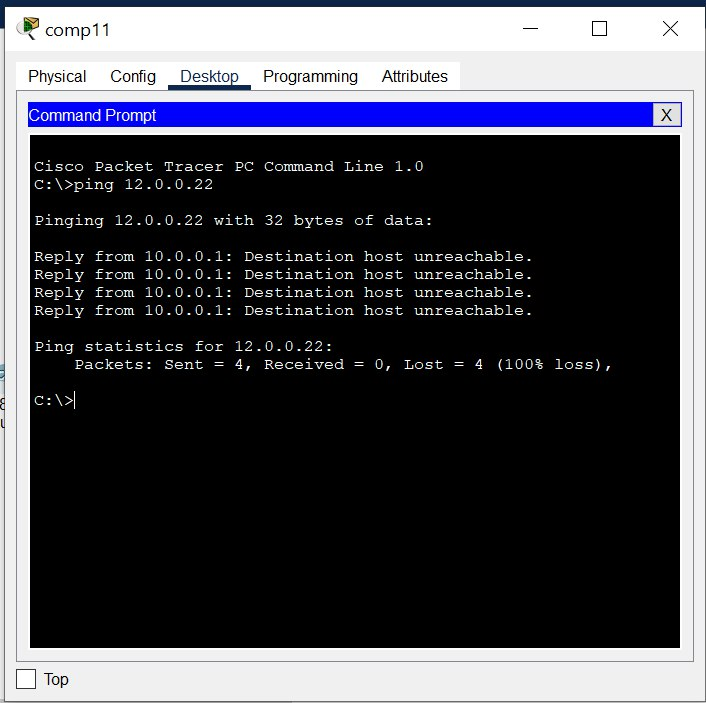 comp11
Physical Config Desktop Programming Attributes
Command Prompt X
Cisco Packet Tracer PC Command Line 1.0
C:\>ping 12.0.0.22
Pinging 12.0.0.22 with 32 bytes of data:
Reply from 10.0.0.1: Destination host unreachable.
Reply from 10.0.0.1: Destination host unreachable.
Reply from 10.0.0.1: Destination host unreachable.
Reply from 10.0.0.1: Destination host unreachable.
Ping statistics for 12.0.0.22:
Packets: Sent = 4, Received = 0, Lost = 4 (100% loss),
C:\>
Top